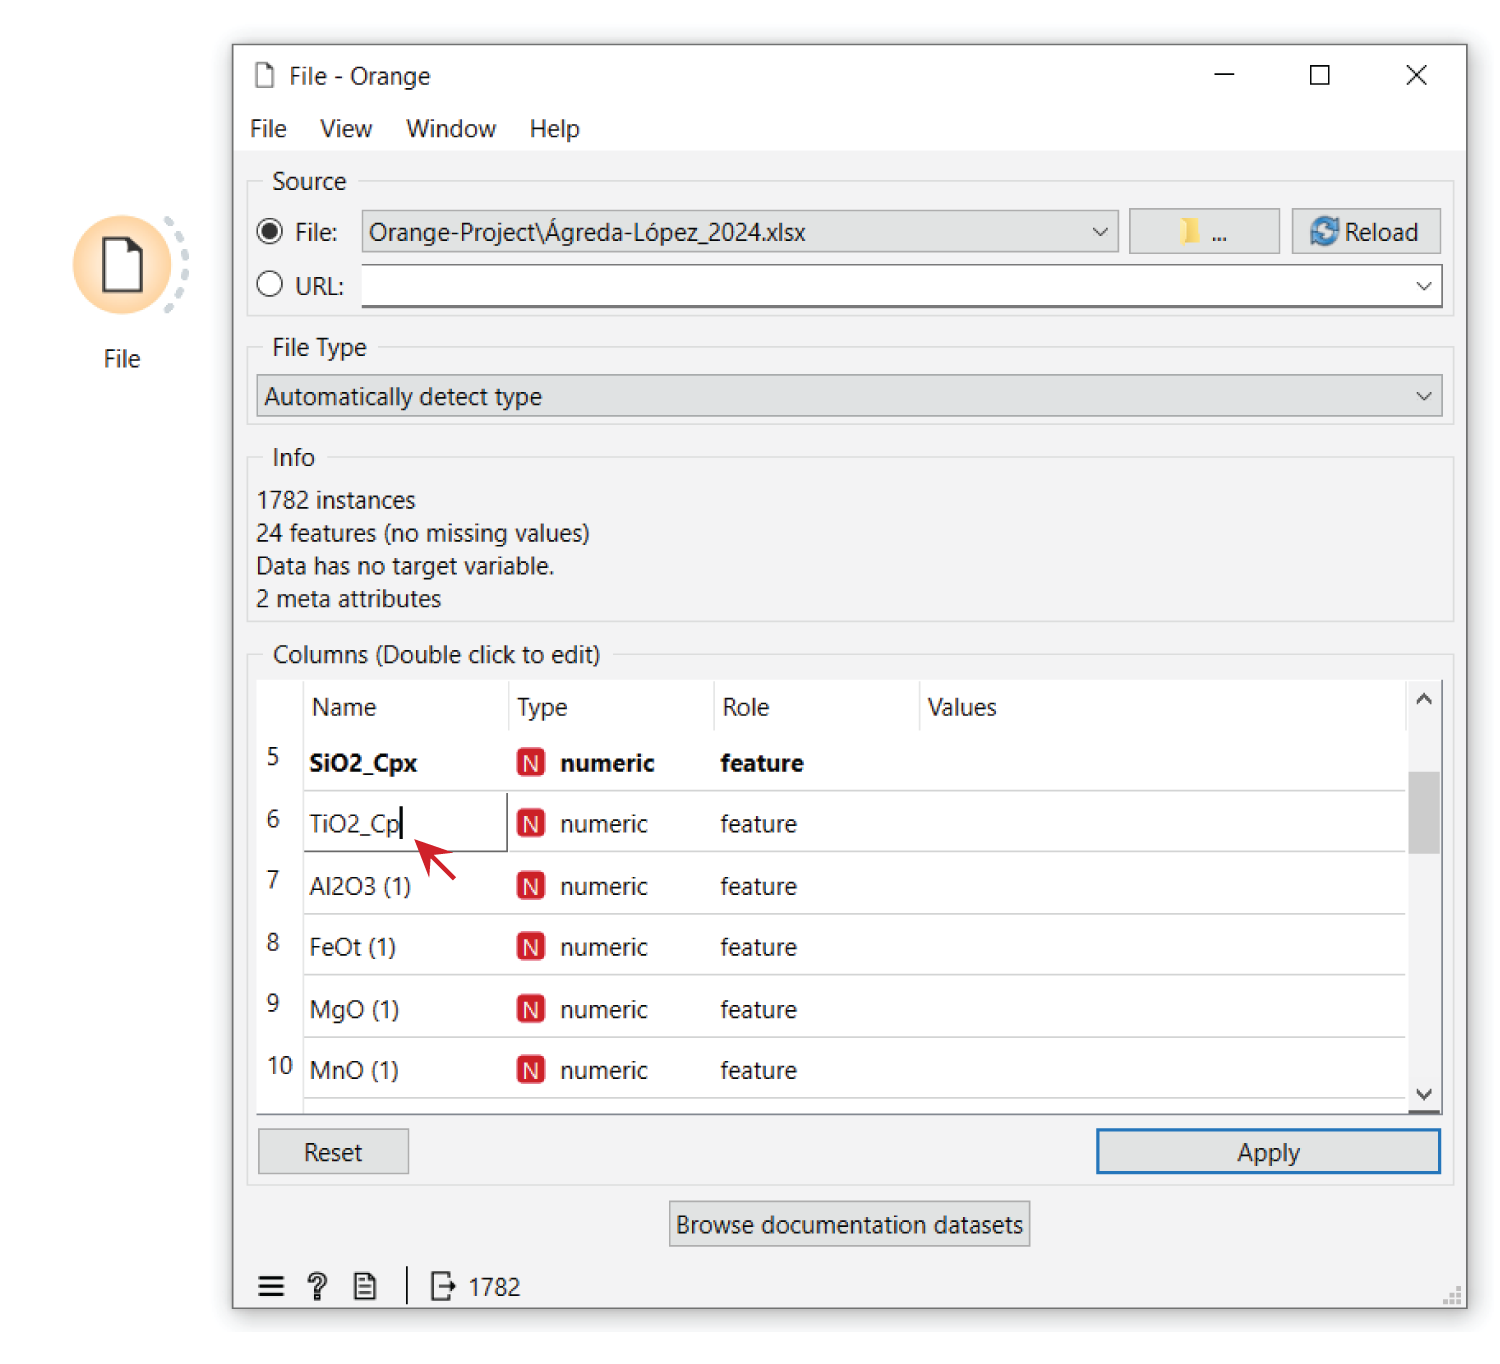 File
File - Orange
File View Window Help
Source
File: Orange-Project\Ágreda-López_2024.xlsx ... Reload
URL:
File Type
Automatically detect type
Info
1782 instances
24 features (no missing values)
Data has no target variable.
2 meta attributes
Columns (Double click to edit)
Name Type Role Values
5 SiO2_Cpx N numeric feature
6 TiO2_Cp N numeric feature
7 Al2O3 (1) N numeric feature
8 FeOt (1) N numeric feature
9 MgO (1) N numeric feature
10 MnO (1) N numeric feature
Reset Apply
Browse documentation datasets
? 1782